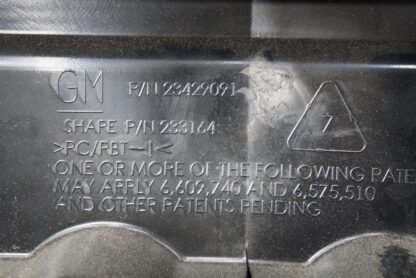 GM P/N 23429091
SHAPE P/N 233164
>PC/PBT-I<
7
ONE OR MORE OF THE FOLLOWING PATE
MAY APPLY 6,609,740 AND 6,575,510
AND OTHER PATENTS PENDING